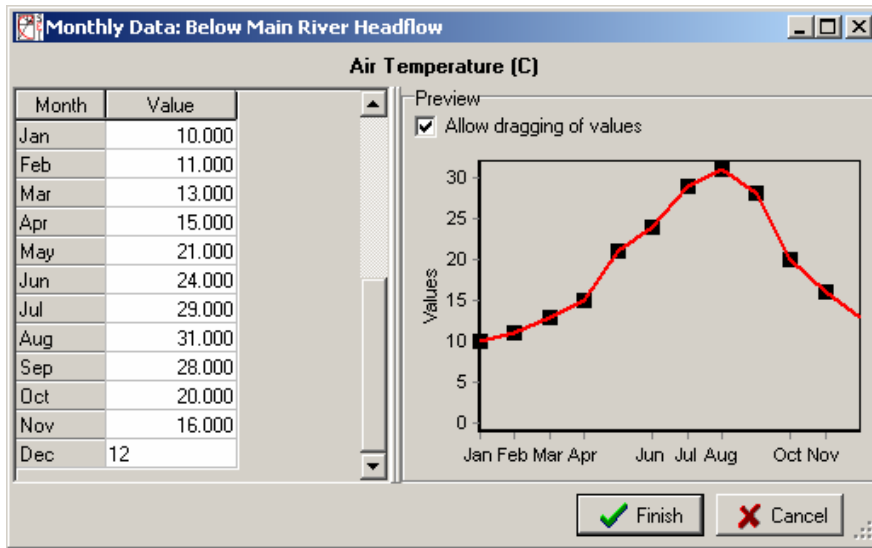 Monthly Data: Below Main River Headflow
Air Temperature (C)
Month Value
Jan 10.000
Feb 11.000
Mar 13.000
Apr 15.000
May 21.000
Jun 24.000
Jul 29.000
Aug 31.000
Sep 28.000
Oct 20.000
Nov 16.000
Dec 12
Preview
Allow dragging of values
Values
30
25
20
15
10
5
0
Jan Feb Mar Apr Jun Jul Aug Oct Nov
Finish Cancel